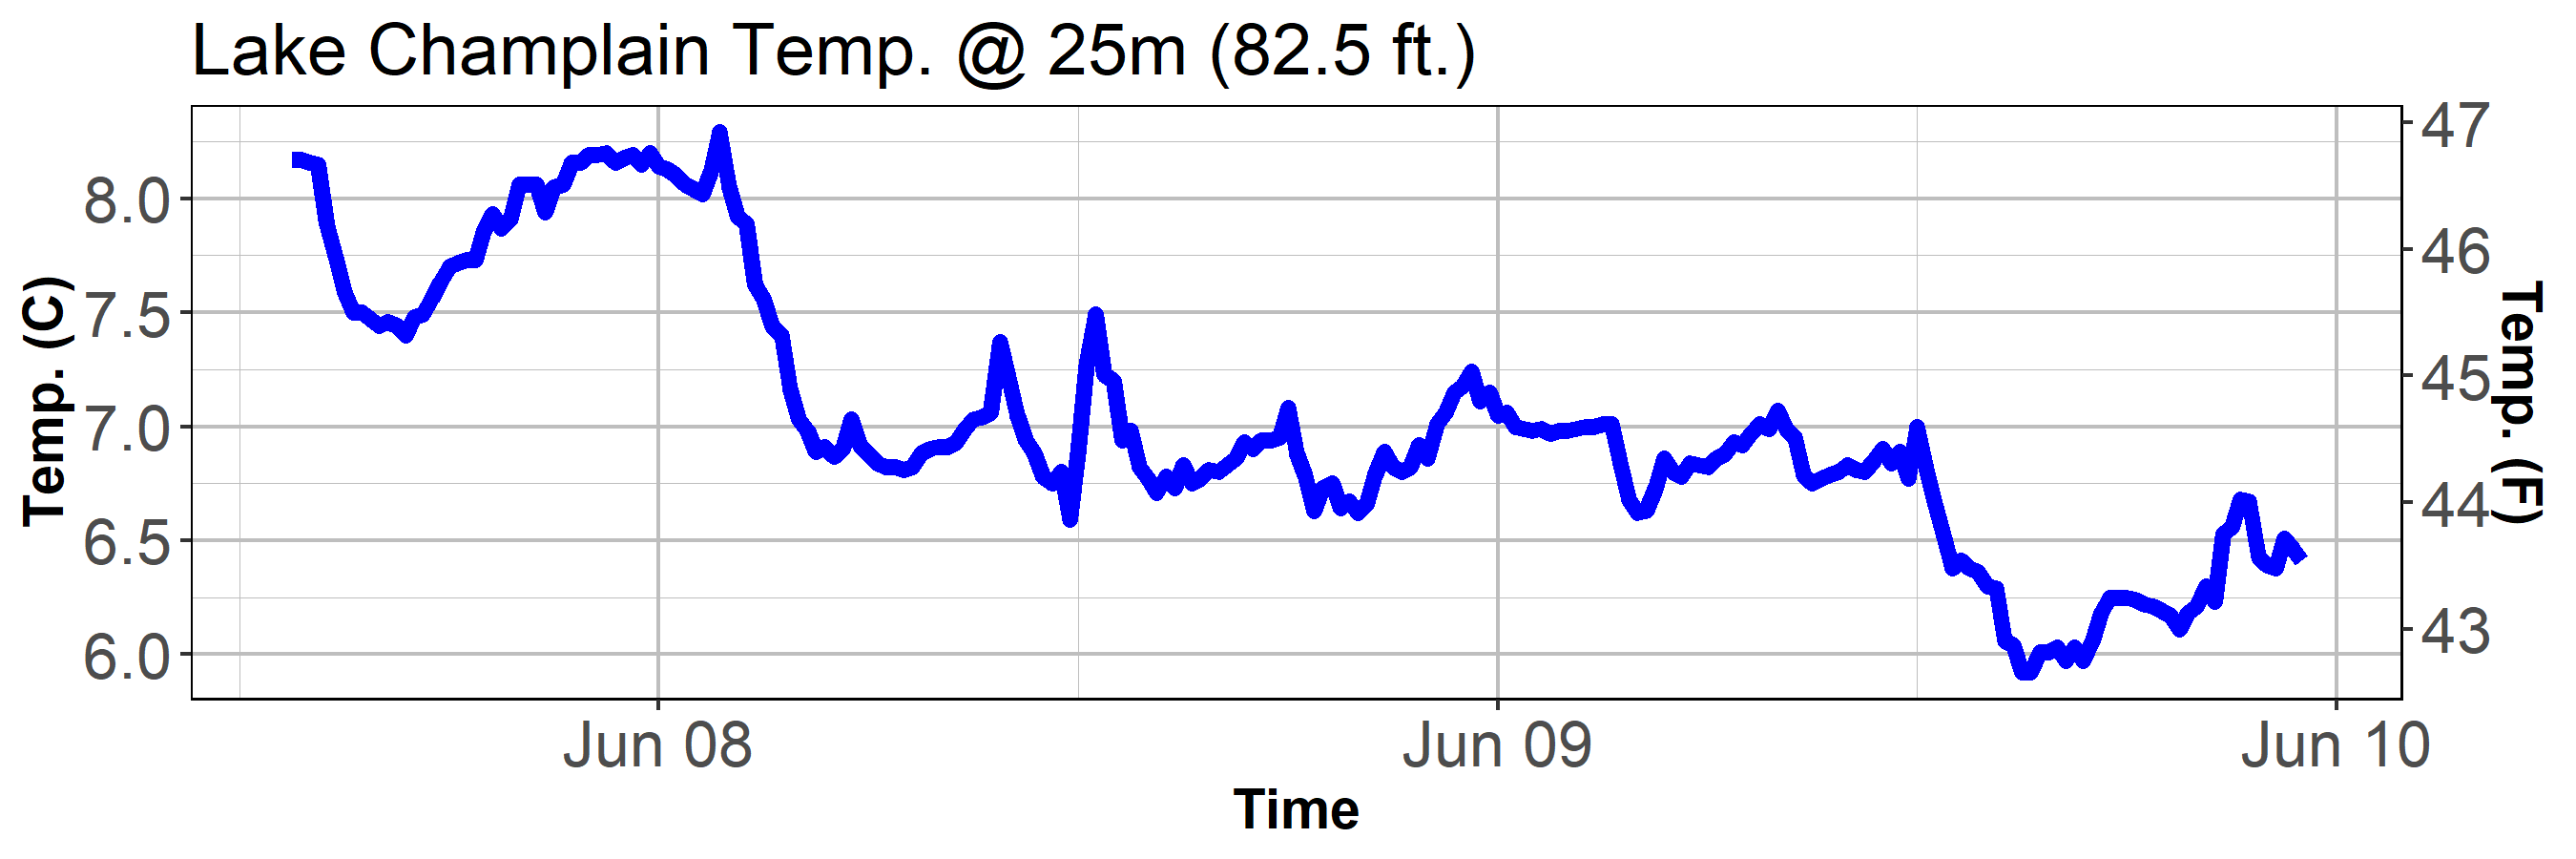 Lake Champlain Temp. @ 25m (82.5 ft.)
Temp. (C)
8.0
7.5
7.0
6.5
6.0
47
46
45
44
43
Temp. (F)
Jun 08
Jun 09
Jun 10
Time